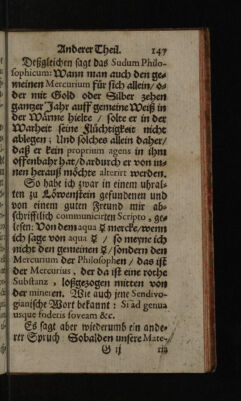 Anderer Theil. 147
Deßgleichen sagt das Sudum Philo-
sophicum: Wann man auch den ge-
meinen Mercurium für sich allein / o-
der mit Gold oder Silber zehen
gantzer Jahr auff gemeine Weiß in
der Wärme hielte / solte er in der
Warheit seine Flüchtigkeit nicht
ablegen; Und solches allein daher /
daß er kein proprium agens in ihm
offenbahr hat / dardurch er von in-
nen herauß möchte alterirt werden.
So habe ich zwar in einem uhral-
ten zu Löwenstein gefundenen und
von einem guten Freund mir ab-
schrifftlich communicirten Scripto, ge-
lesen: Von dem aqua ☿ mercke / wenn
ich sage von aqua ☿ / so meyne ich
nicht den gemeinen ☿ / sondern den
Mercurium der Philosophen / das ist
der Mercurius, der da ist eine rothe
Substanz, loßgezogen mitten von
der mineren. Wie auch jene Sendivo-
gianische Wort bekannt: Si ad genua
usque foderis foveam &c.
Es sagt aber wiederumb ein ande-
rer Spruch Sobalden unsere Mate-
G ij ria